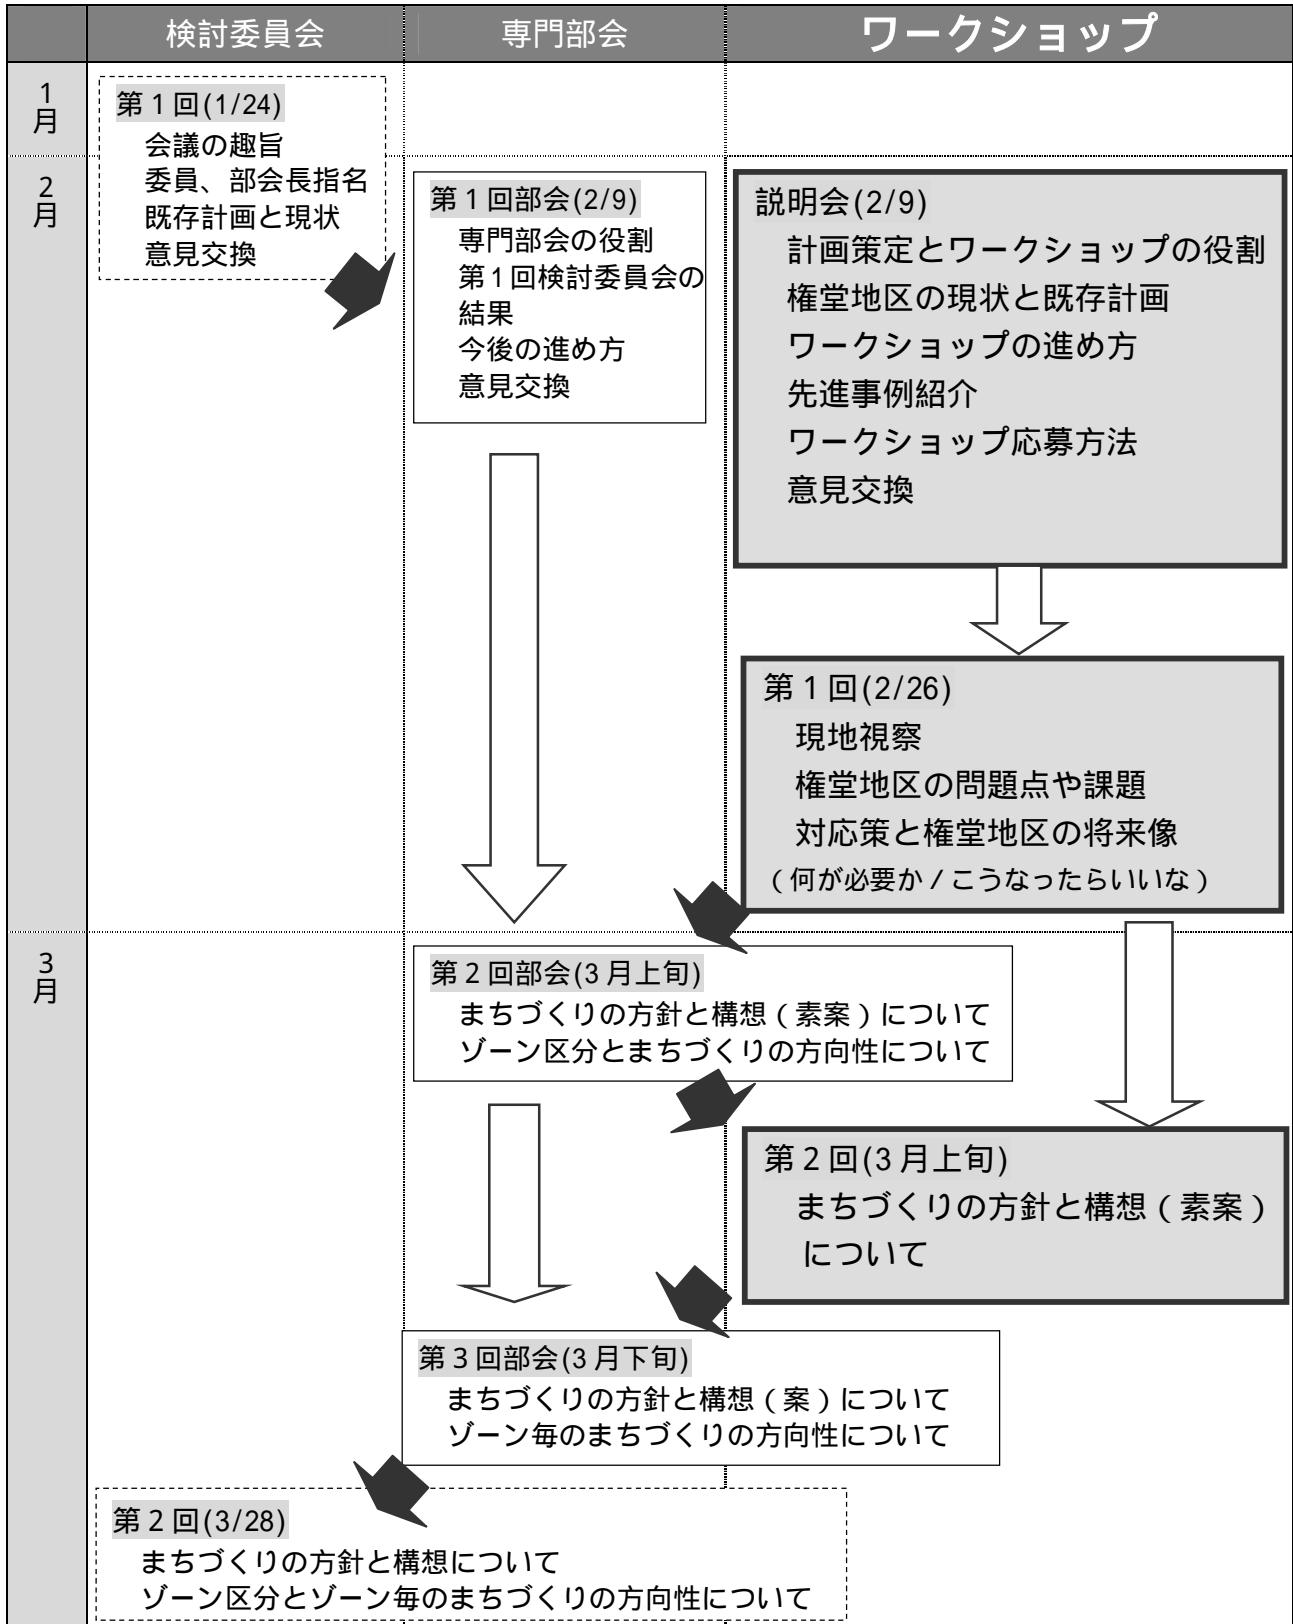 検討委員会
専門部会
ワークショップ
1月
第1回(1/24)
会議の趣旨
委員、部会長指名
既存計画と現状
意見交換
2月
第1回部会(2/9)
専門部会の役割
第1回検討委員会の
結果
今後の進め方
意見交換
説明会(2/9)
計画策定とワークショップの役割
権堂地区の現状と既存計画
ワークショップの進め方
先進事例紹介
ワークショップ応募方法
意見交換
第1回(2/26)
現地視察
権堂地区の問題点や課題
対応策と権堂地区の将来像
(何が必要か/こうなったらいいな)
3月
第2回部会(3月上旬)
まちづくりの方針と構想(素案)について
ゾーン区分とまちづくりの方向性について
第2回(3月上旬)
まちづくりの方針と構想(素案)
について
第3回部会(3月下旬)
まちづくりの方針と構想(案)について
ゾーン毎のまちづくりの方向性について
第2回(3/28)
まちづくりの方針と構想について
ゾーン区分とゾーン毎のまちづくりの方向性について